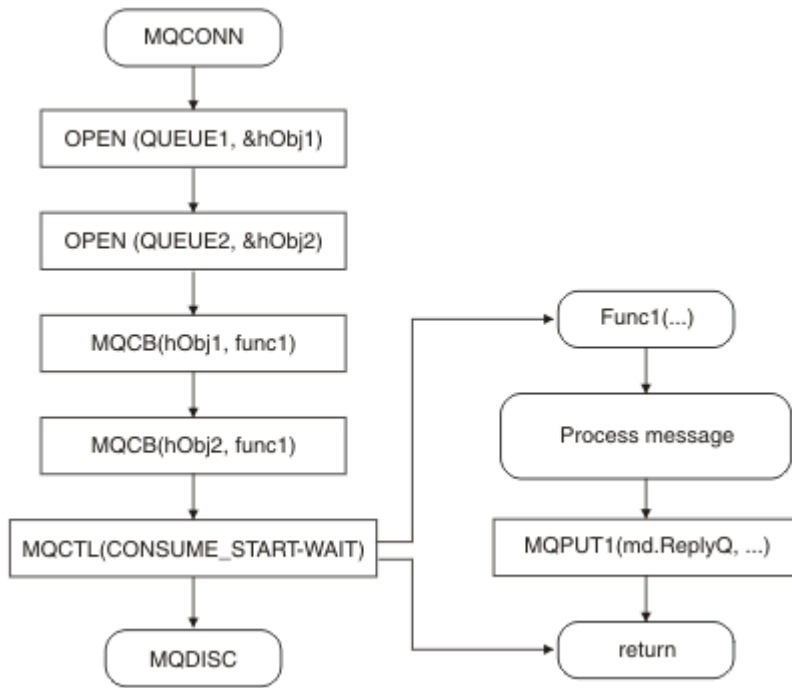 MQCONN
OPEN (QUEUE1, &hObj1)
OPEN (QUEUE2, &hObj2)
MQCB(hObj1, func1)
MQCB(hObj2, func1)
MQCTL(CONSUME_START-WAIT)
MQDISC
Func1(...)
Process message
MQPUT1(md.ReplyQ, ...)
return